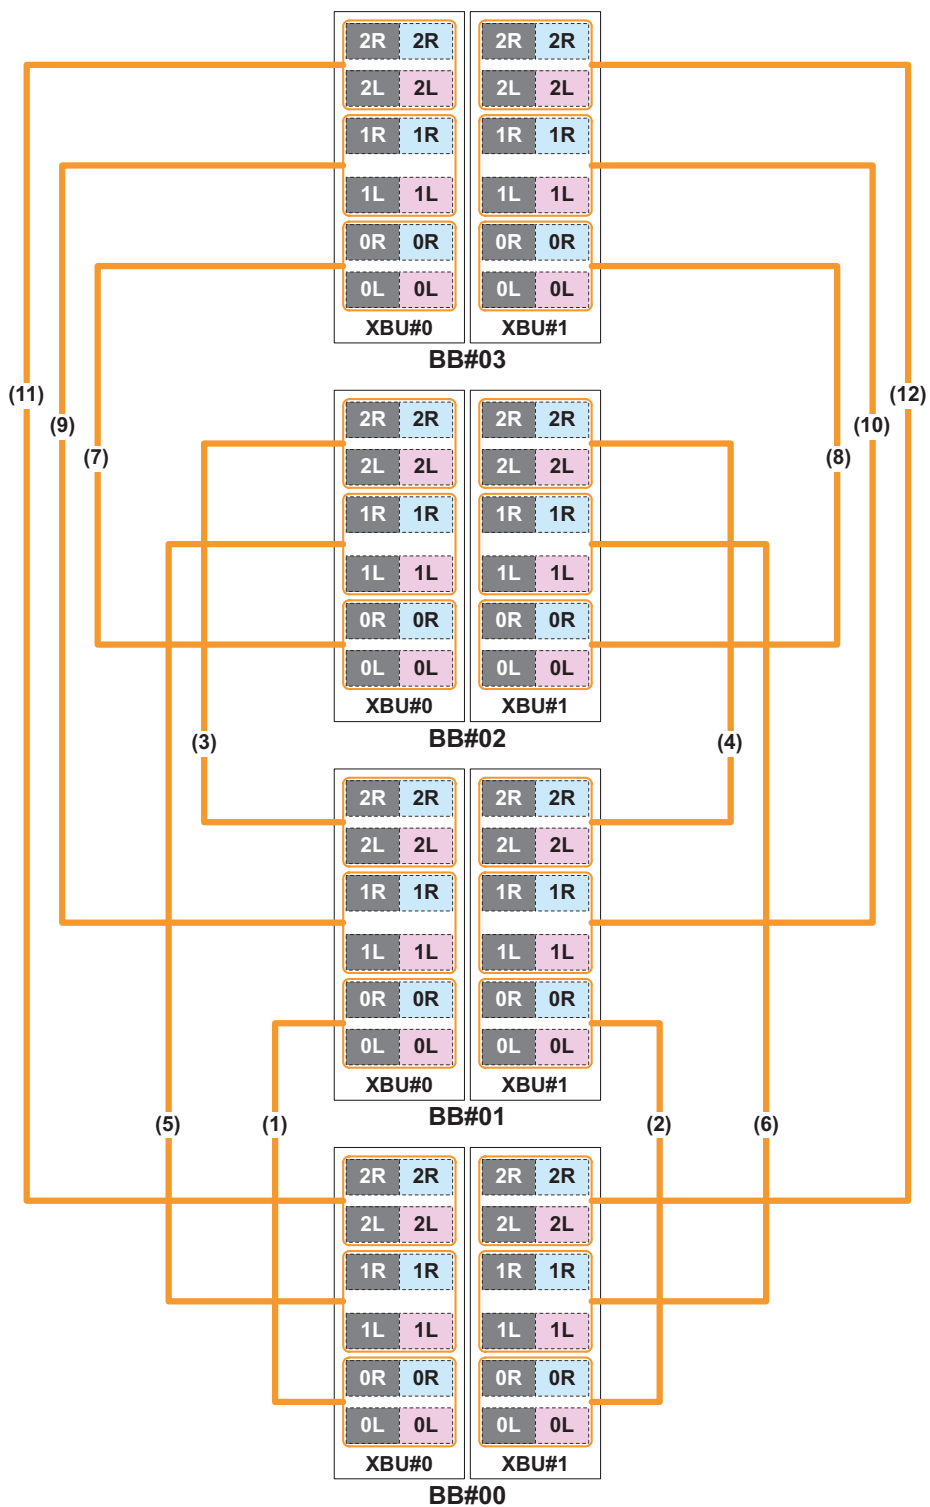 2R 2R 2R 2R
2L 2L 2L 2L
1R 1R 1R 1R
1L 1L 1L 1L
0R 0R 0R 0R
0L 0L 0L 0L
XBU#0 XBU#1
BB#03
(11) (12)
(9) (10)
2R 2R 2R 2R
(7) (8)
2L 2L 2L 2L
1R 1R 1R 1R
1L 1L 1L 1L
0R 0R 0R 0R
0L 0L 0L 0L
XBU#0 XBU#1
BB#02
(3) (4)
2R 2R 2R 2R
2L 2L 2L 2L
1R 1R 1R 1R
1L 1L 1L 1L
0R 0R 0R 0R
0L 0L 0L 0L
XBU#0 XBU#1
BB#01
(5) (1) (2) (6)
2R 2R 2R 2R
2L 2L 2L 2L
1R 1R 1R 1R
1L 1L 1L 1L
0R 0R 0R 0R
0L 0L 0L 0L
XBU#0 XBU#1
BB#00